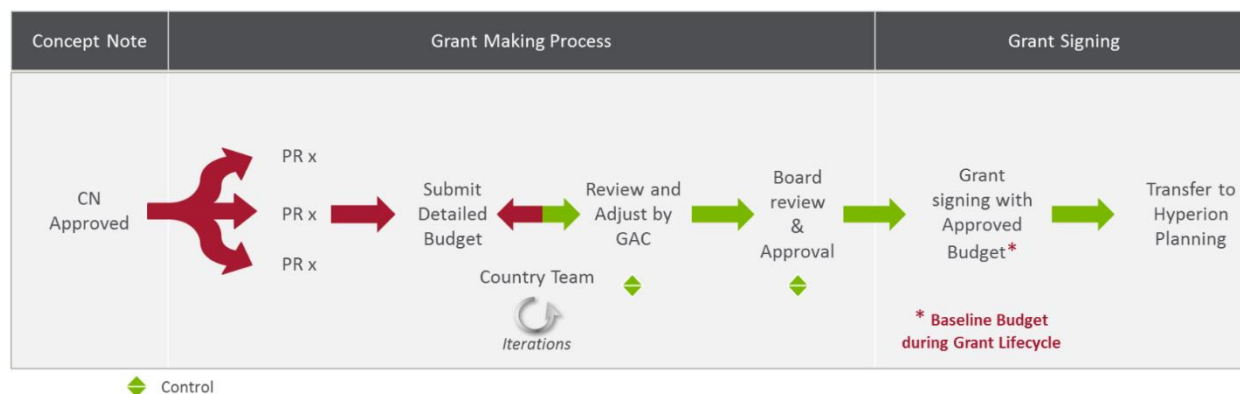 Concept Note
Grant Making Process
Grant Signing
CN
Approved
PR x
PR x
PR x
Submit
Detailed
Budget
Review and
Adjust by
GAC
Board
review
&
Approval
Grant
signing with
Approved
Budget*
Transfer to
Hyperion
Planning
Country Team
Iterations
* Baseline Budget
during Grant Lifecycle
Control